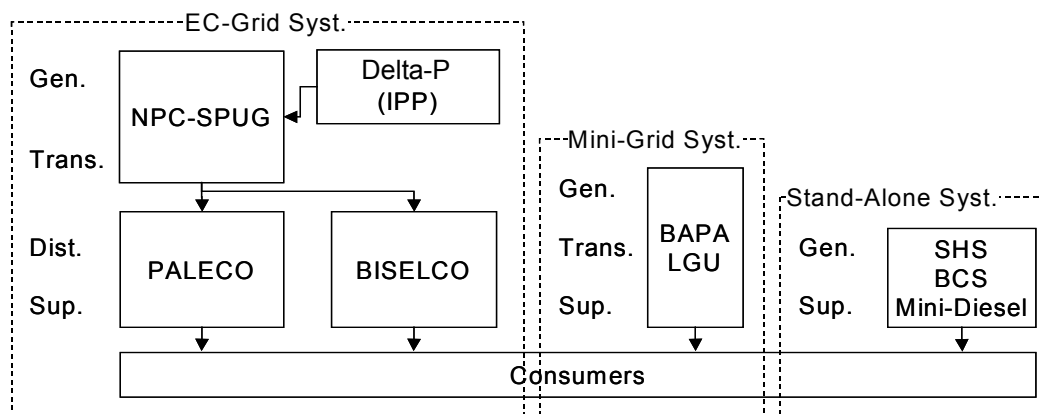 EC-Grid Syst.
Gen.
Trans.
NPC-SPUG
Delta-P
(IPP)
Dist.
Sup.
PALECO
BISELCO
Mini-Grid Syst.
Gen.
Trans.
Sup.
BAPA
LGU
Stand-Alone Syst.
Gen.
Sup.
SHS
BCS
Mini-Diesel
Consumers